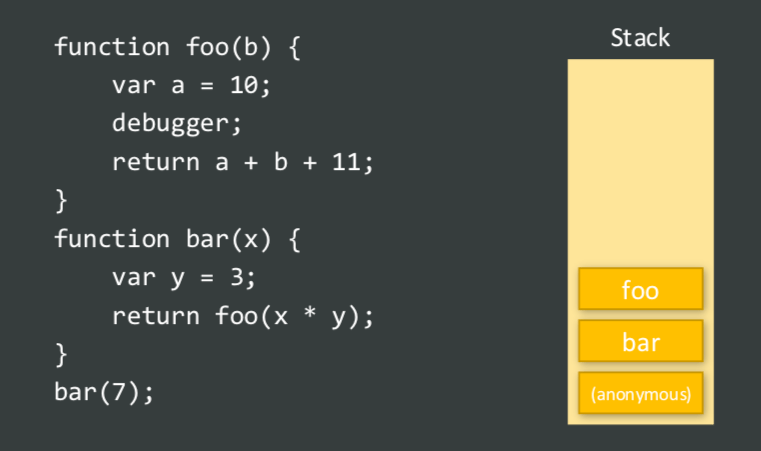 function foo(b) {
    var a = 10;
    debugger;
    return a + b + 11;
}
function bar(x) {
    var y = 3;
    return foo(x * y);
}
bar(7);
Stack
foo
bar
(anonymous)